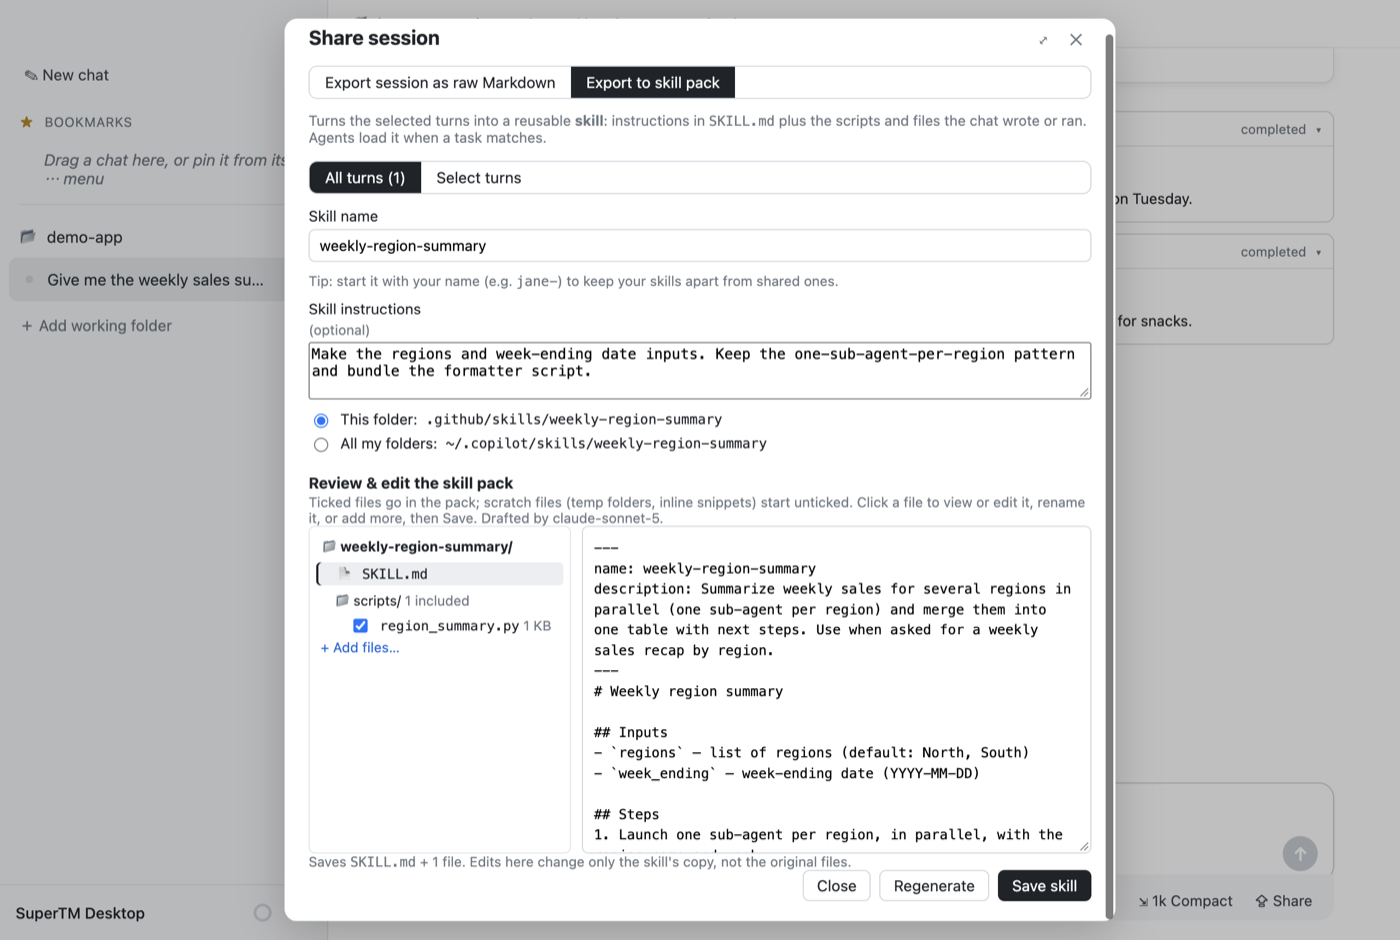 Share session
New chat
BOOKMARKS
Drag a chat here, or pin it from its
··· menu
demo-app
Give me the weekly sales su...
+ Add working folder
SuperTM Desktop
Export session as raw Markdown
Export to skill pack
Turns the selected turns into a reusable skill: instructions in SKILL.md plus the scripts and files the chat wrote or ran.
Agents load it when a task matches.
All turns (1)
Select turns
Skill name
weekly-region-summary
Tip: start it with your name (e.g. jane-) to keep your skills apart from shared ones.
Skill instructions
(optional)
Make the regions and week-ending date inputs. Keep the one-sub-agent-per-region pattern
and bundle the formatter script.
This folder: .github/skills/weekly-region-summary
All my folders: ~/.copilot/skills/weekly-region-summary
Review & edit the skill pack
Ticked files go in the pack; scratch files (temp folders, inline snippets) start unticked. Click a file to view or edit it, rename
it, or add more, then Save. Drafted by claude-sonnet-5.
weekly-region-summary/
SKILL.md
scripts/ 1 included
region_summary.py 1 KB
+ Add files...
---
name: weekly-region-summary
description: Summarize weekly sales for several regions in
parallel (one sub-agent per region) and merge them into
one table with next steps. Use when asked for a weekly
sales recap by region.
---
# Weekly region summary
## Inputs
- `regions` — list of regions (default: North, South)
- `week_ending` — week-ending date (YYYY-MM-DD)
## Steps
1. Launch one sub-agent per region, in parallel, with the
Saves SKILL.md + 1 file. Edits here change only the skill's copy, not the original files.
Close
Regenerate
Save skill
completed
on Tuesday.
completed
for snacks.
1k Compact
Share